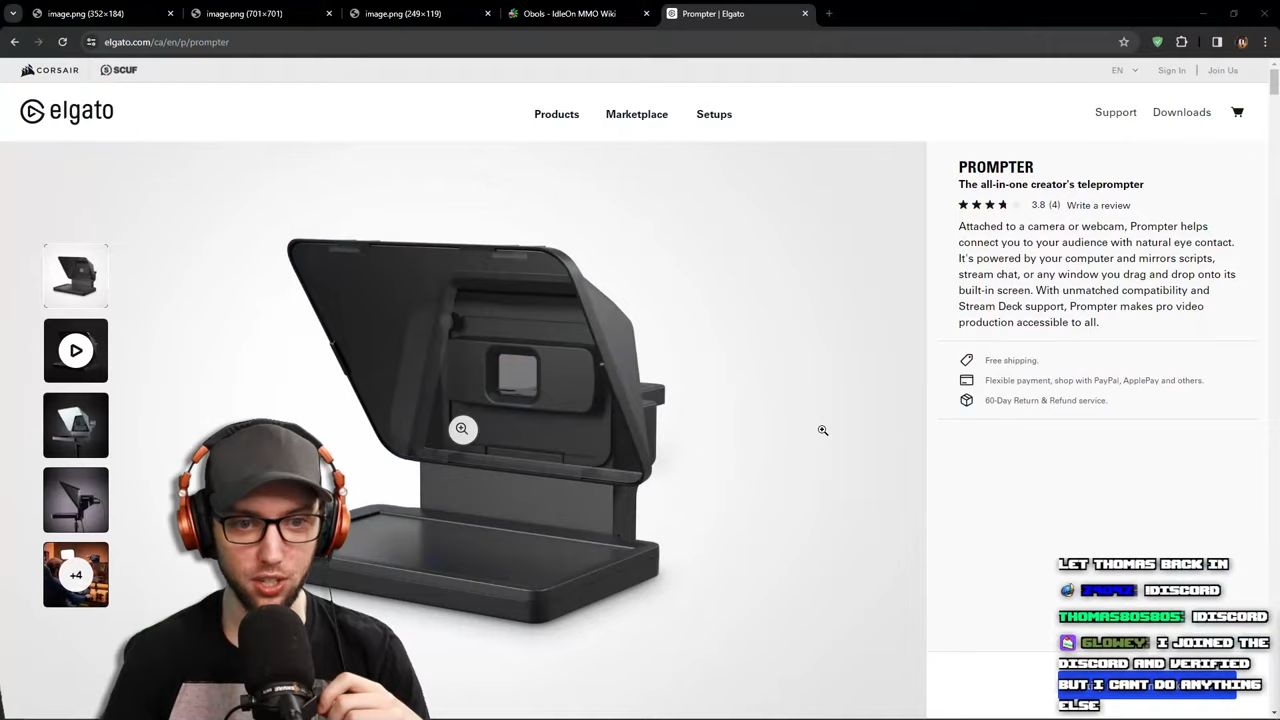 image.png (352×184)
image.png (701×701)
image.png (249×119)
Obols - IdleOn MMO Wiki
Prompter | Elgato
elgato.com/ca/en/p/prompter
CORSAIR
SCUF
EN
Sign In
Join Us
elgato
Products
Marketplace
Setups
Support
Downloads
PROMPTER
The all-in-one creator's teleprompter
3.8 (4) Write a review
Attached to a camera or webcam, Prompter helps
connect you to your audience with natural eye contact.
It's powered by your computer and mirrors scripts,
stream chat, or any window you drag and drop onto its
built-in screen. With unmatched compatibility and
Stream Deck support, Prompter makes pro video
production accessible to all.
Free shipping.
Flexible payment, shop with PayPal, ApplePay and others.
60-Day Return & Refund service.
+4
LET THOMAS BACK IN
!DISCORD
THOMAS805805: !DISCORD
GLOWEY: I JOINED THE
DISCORD AND VERIFIED
BUT I CANT DO ANYTHING
ELSE